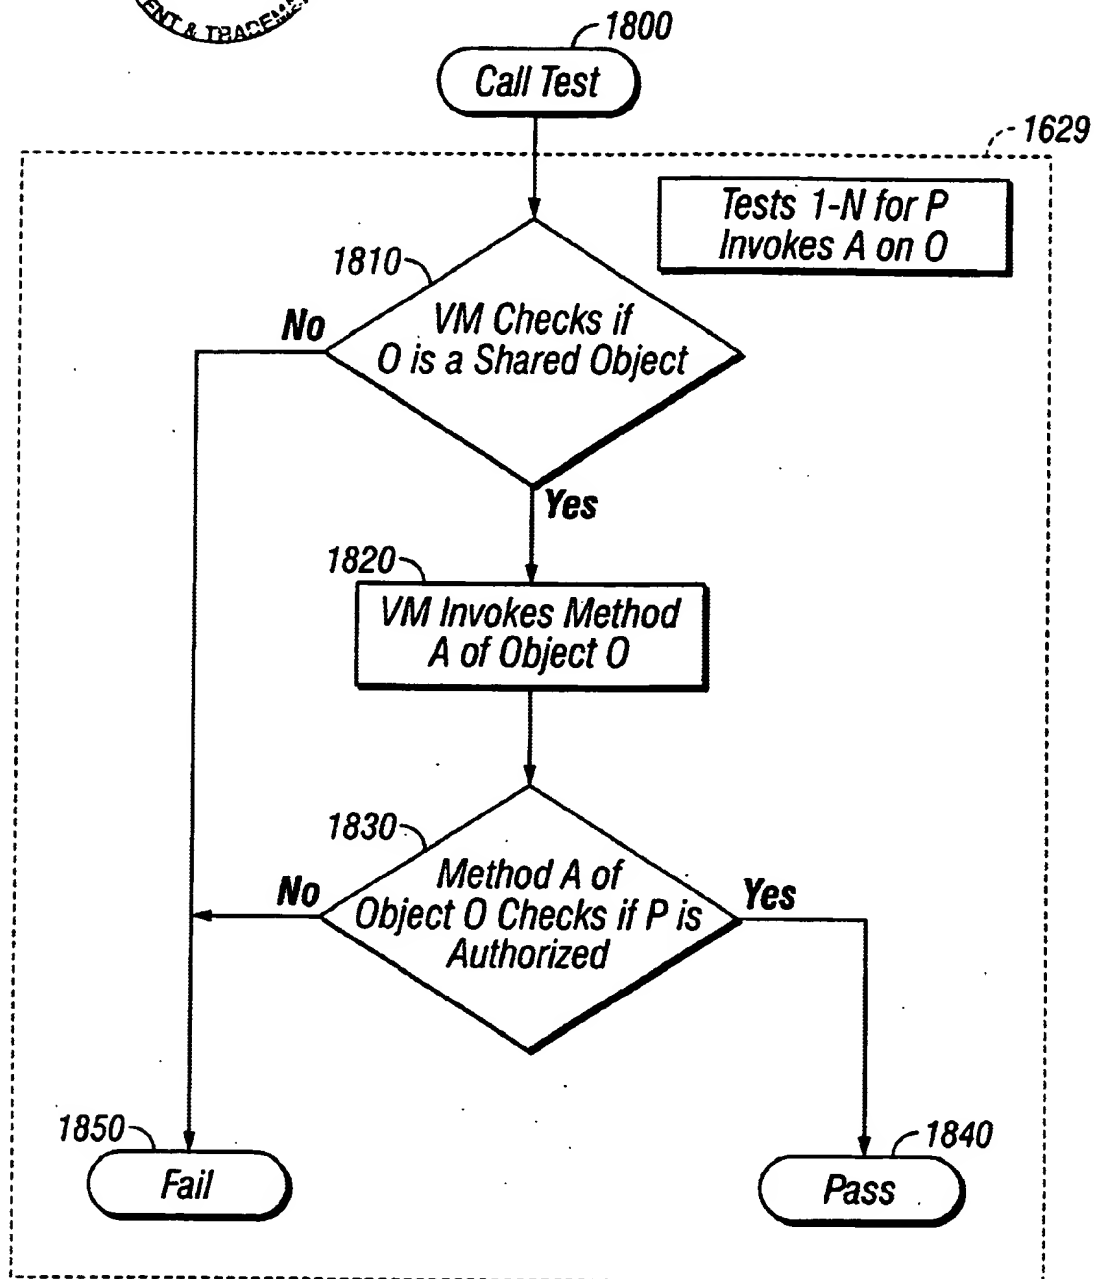 ENT & TRADEM
1800
Call Test
1629
Tests 1-N for P
Invokes A on O
1810
No
VM Checks if
O is a Shared Object
Yes
1820
VM Invokes Method
A of Object O
1830
No
Method A of
Object O Checks if P is
Authorized
Yes
1850
Fail
1840
Pass